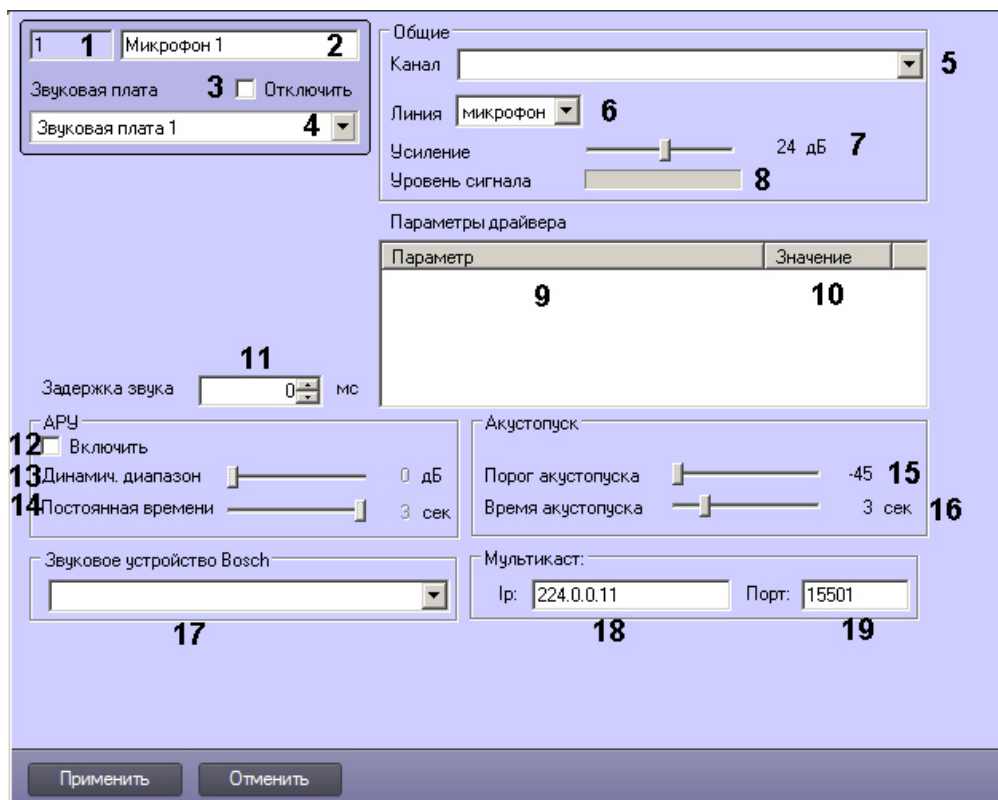 1 1 Микрофон 1 2
Звуковая плата 3 Отключить
Звуковая плата 1 4
Общие
Канал 5
Линия микрофон 6
Усиление 24 дБ 7
Уровень сигнала 8
Параметры драйвера
Параметр Значение
9 10
11
Задержка звука 0 мс
АРУ
12 Включить
13 Динамич. диапазон 0 дБ
14 Постоянная времени 3 сек
Акустопуск
Порог акустопуска -45 15
Время акустопуска 3 сек 16
Звуковое устройство Bosch
17
Мультикаст:
Ip: 224.0.0.11 Порт: 15501
18 19
Применить Отменить